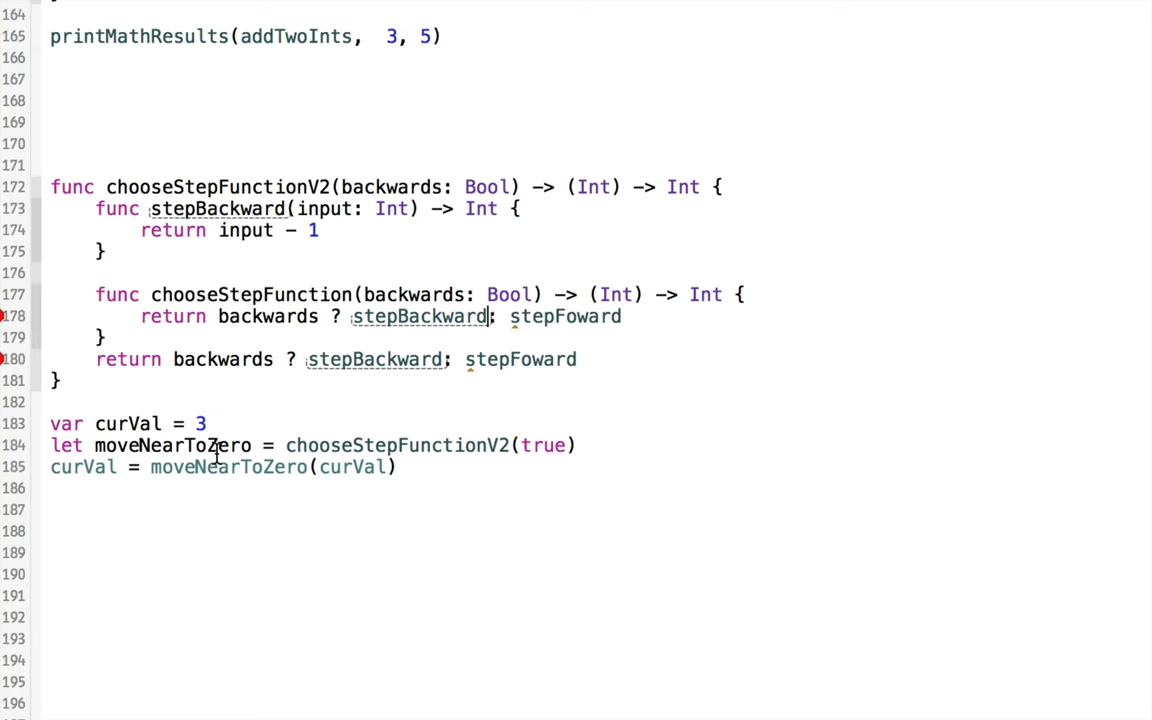 164
165 printMathResults(addTwoInts,  3, 5)
166
167
168
169
170
171
172 func chooseStepFunctionV2(backwards: Bool) -> (Int) -> Int {
173     func stepBackward(input: Int) -> Int {
174         return input - 1
175     }
176
177     func chooseStepFunction(backwards: Bool) -> (Int) -> Int {
178         return backwards ? stepBackward: stepFoward
179     }
180     return backwards ? stepBackward: stepFoward
181 }
182
183 var curVal = 3
184 let moveNearToZero = chooseStepFunctionV2(true)
185 curVal = moveNearToZero(curVal)
186
187
188
189
190
191
192
193
194
195
196